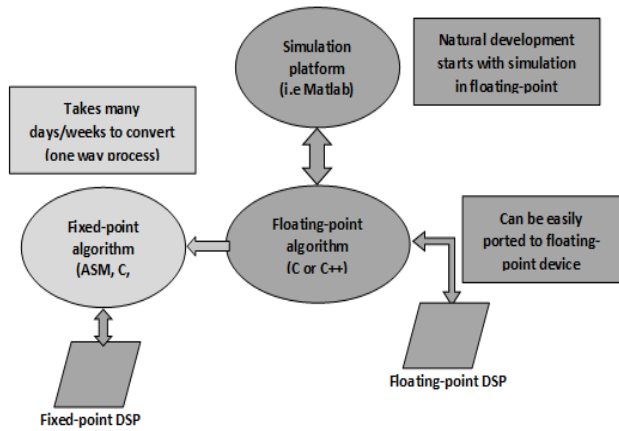 Simulation
platform
(i.e Matlab)
Natural development
starts with simulation
in floating-point
Takes many
days/weeks to convert
(one way process)
Fixed-point
algorithm
(ASM, C,
Floating-point
algorithm
(C or C++)
Can be easily
ported to floating-
point device
Floating-point DSP
Fixed-point DSP